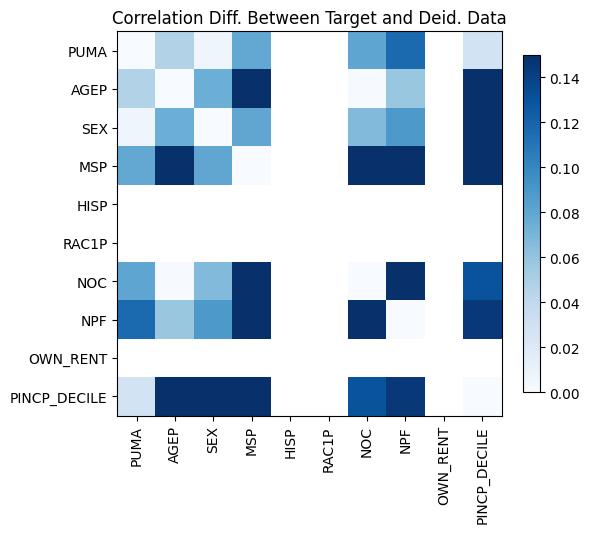 Correlation Diff. Between Target and Deid. Data
PUMA
AGEP
SEX
MSP
HISP
RAC1P
NOC
NPF
OWN_RENT
PINCP_DECILE
PUMA
AGEP
SEX
MSP
HISP
RAC1P
NOC
NPF
OWN_RENT
PINCP_DECILE
0.14
0.12
0.10
0.08
0.06
0.04
0.02
0.00